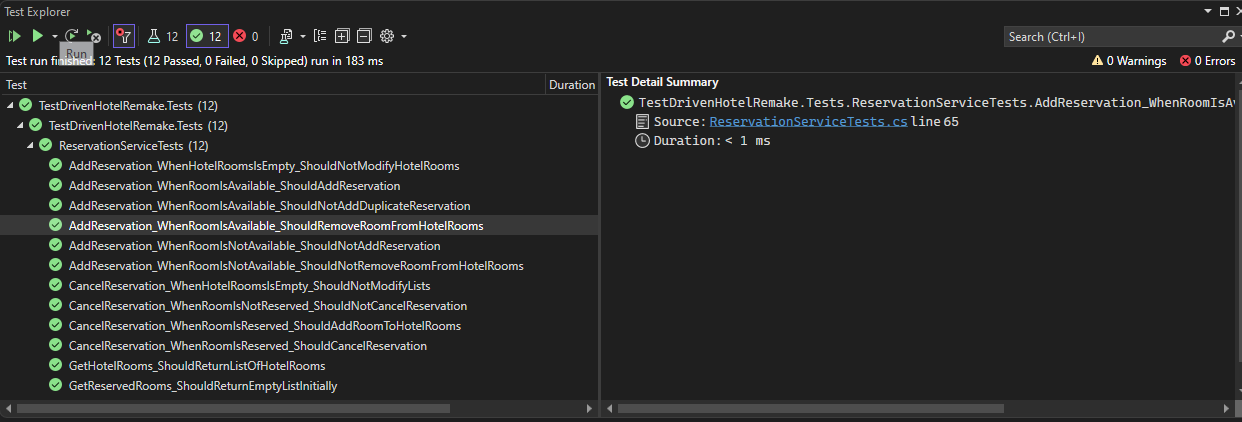 Test Explorer
12 12 0 Search (Ctrl+I)
Run
Test run finished: 12 Tests (12 Passed, 0 Failed, 0 Skipped) run in 183 ms 0 Warnings 0 Errors
Test Duration
TestDrivenHotelRemake.Tests (12)
TestDrivenHotelRemake.Tests (12)
ReservationServiceTests (12)
AddReservation_WhenHotelRoomsIsEmpty_ShouldNotModifyHotelRooms
AddReservation_WhenRoomIsAvailable_ShouldAddReservation
AddReservation_WhenRoomIsAvailable_ShouldNotAddDuplicateReservation
AddReservation_WhenRoomIsAvailable_ShouldRemoveRoomFromHotelRooms
AddReservation_WhenRoomIsNotAvailable_ShouldNotAddReservation
AddReservation_WhenRoomIsNotAvailable_ShouldNotRemoveRoomFromHotelRooms
CancelReservation_WhenHotelRoomsIsEmpty_ShouldNotModifyLists
CancelReservation_WhenRoomIsNotReserved_ShouldNotCancelReservation
CancelReservation_WhenRoomIsReserved_ShouldAddRoomToHotelRooms
CancelReservation_WhenRoomIsReserved_ShouldCancelReservation
GetHotelRooms_ShouldReturnListOfHotelRooms
GetReservedRooms_ShouldReturnEmptyListInitially
Test Detail Summary
TestDrivenHotelRemake.Tests.ReservationServiceTests.AddReservation_WhenRoomIsAv
Source: ReservationServiceTests.cs line 65
Duration: < 1 ms